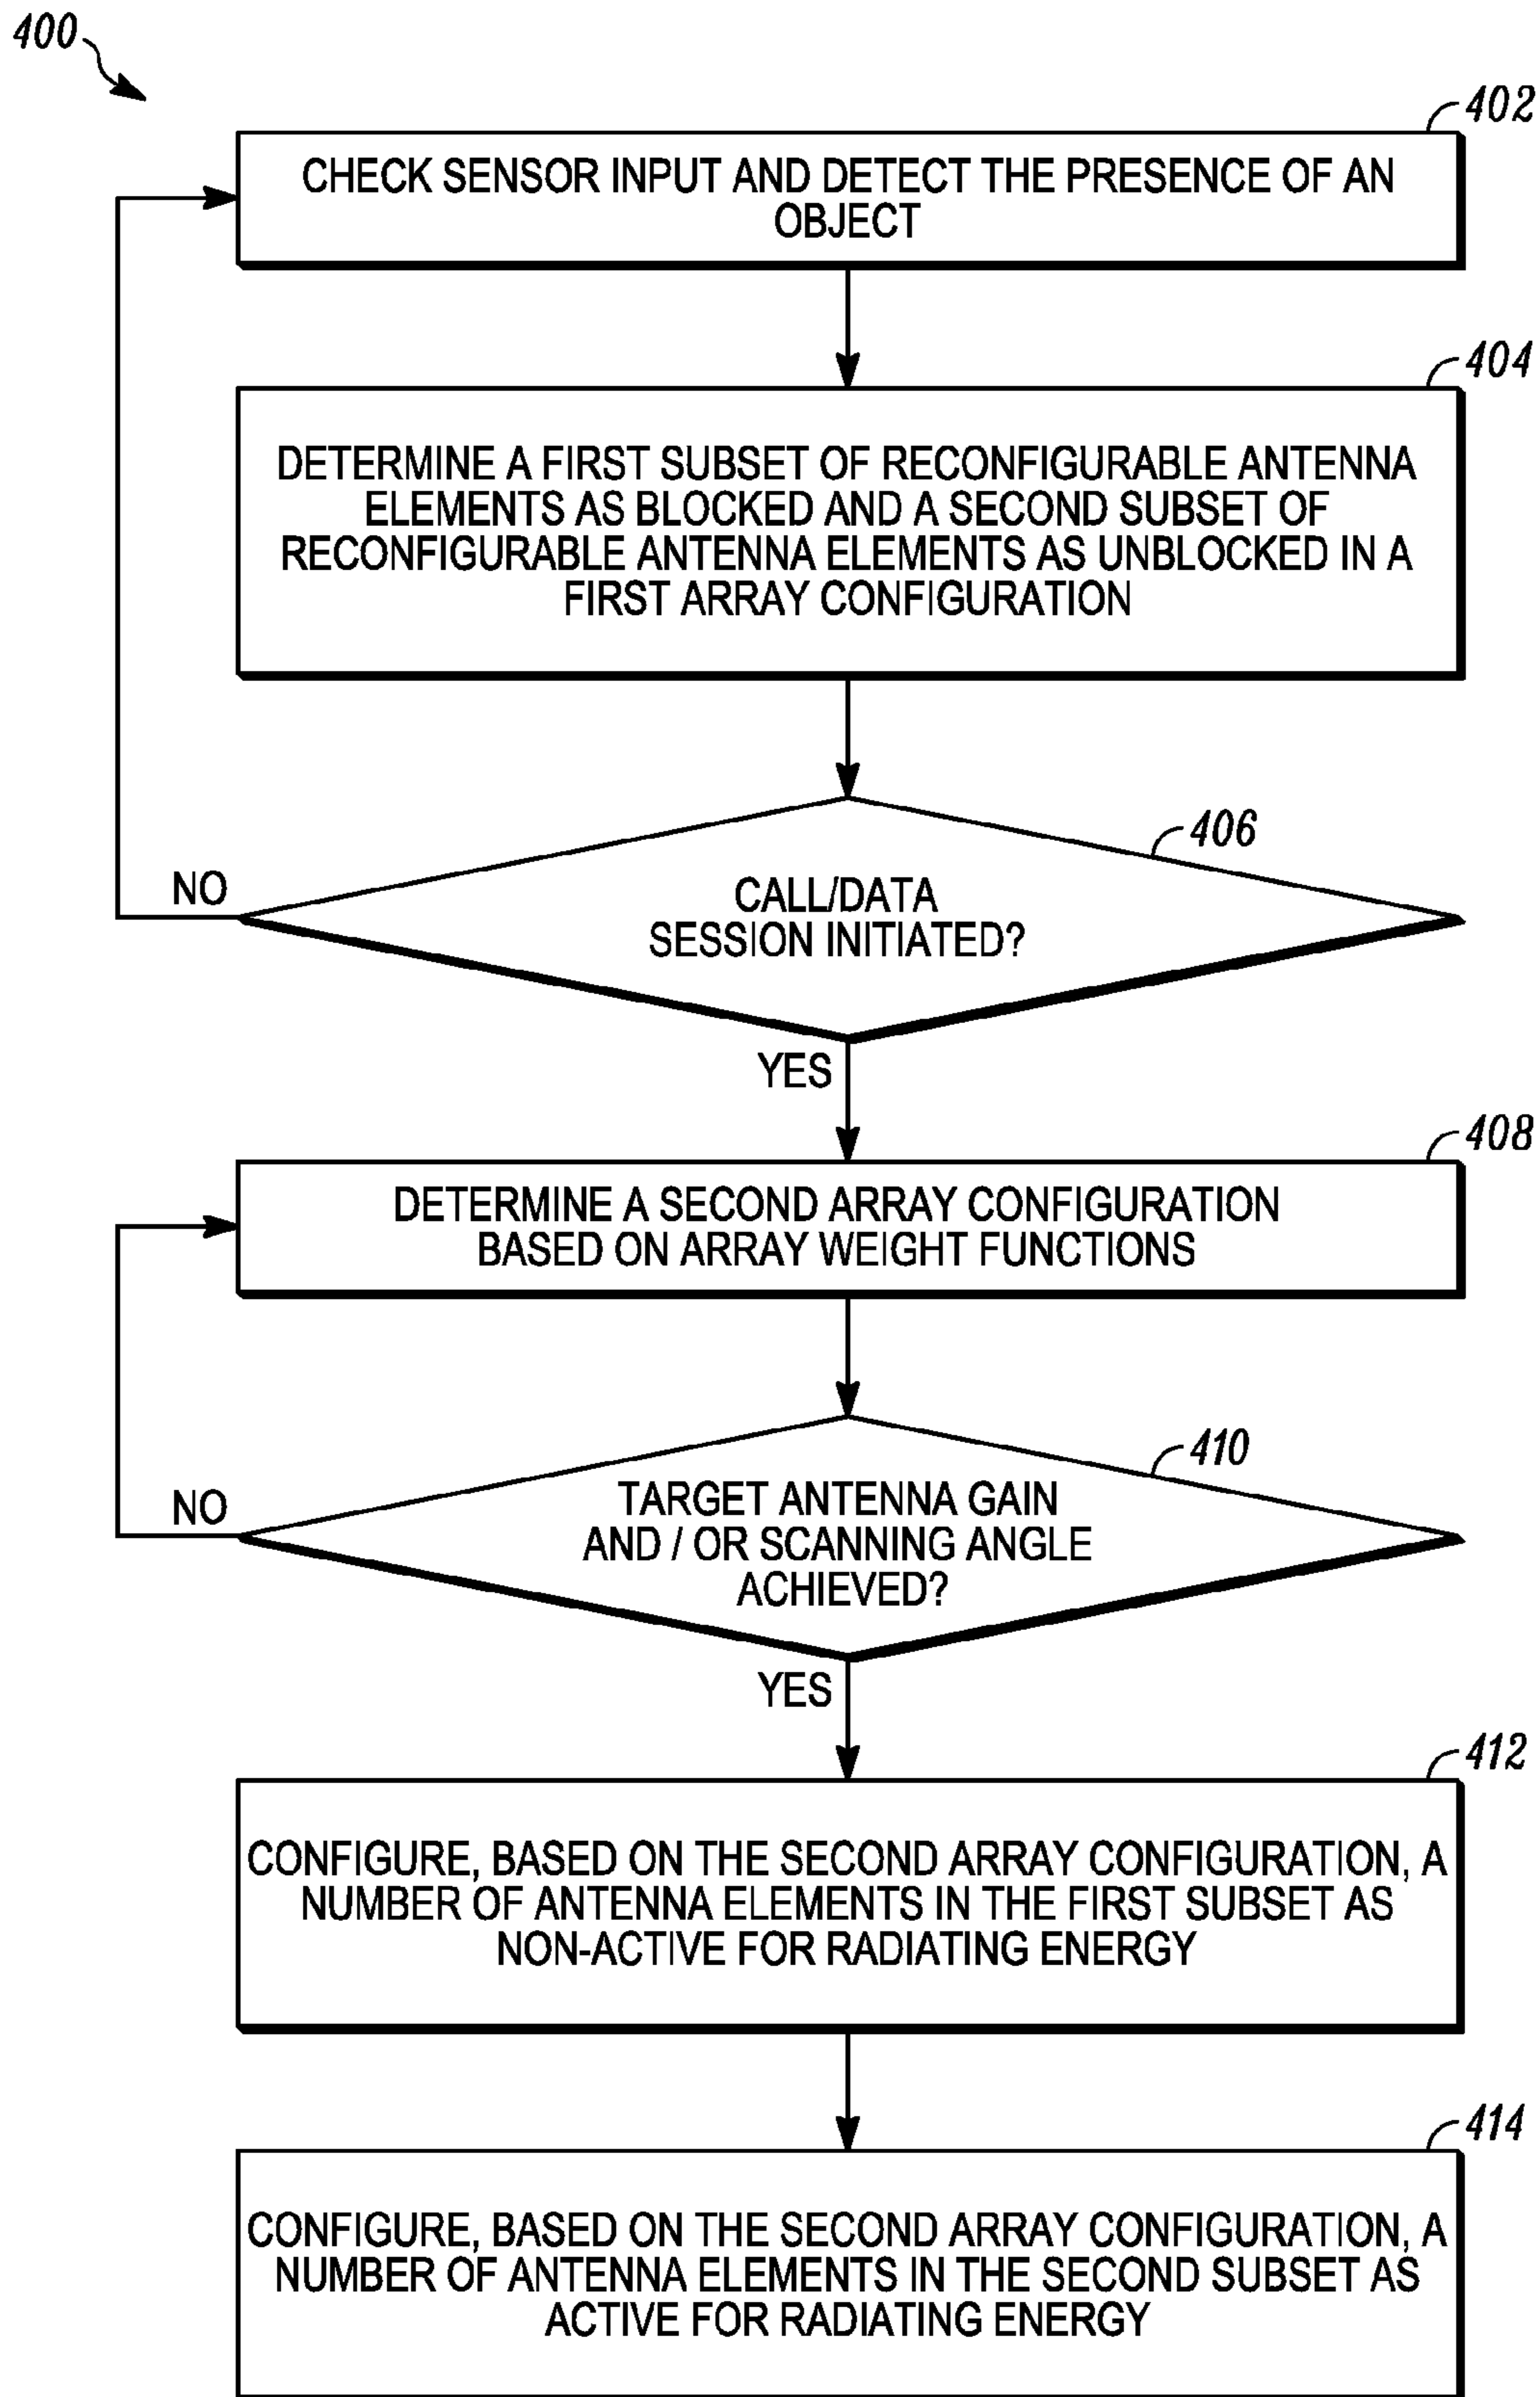 400
402
CHECK SENSOR INPUT AND DETECT THE PRESENCE OF AN
OBJECT
404
DETERMINE A FIRST SUBSET OF RECONFIGURABLE ANTENNA
ELEMENTS AS BLOCKED AND A SECOND SUBSET OF
RECONFIGURABLE ANTENNA ELEMENTS AS UNBLOCKED IN A
FIRST ARRAY CONFIGURATION
406
NO
CALL/DATA
SESSION INITIATED?
YES
408
DETERMINE A SECOND ARRAY CONFIGURATION
BASED ON ARRAY WEIGHT FUNCTIONS
410
NO
TARGET ANTENNA GAIN
AND / OR SCANNING ANGLE
ACHIEVED?
YES
412
CONFIGURE, BASED ON THE SECOND ARRAY CONFIGURATION, A
NUMBER OF ANTENNA ELEMENTS IN THE FIRST SUBSET AS
NON-ACTIVE FOR RADIATING ENERGY
414
CONFIGURE, BASED ON THE SECOND ARRAY CONFIGURATION, A
NUMBER OF ANTENNA ELEMENTS IN THE SECOND SUBSET AS
ACTIVE FOR RADIATING ENERGY